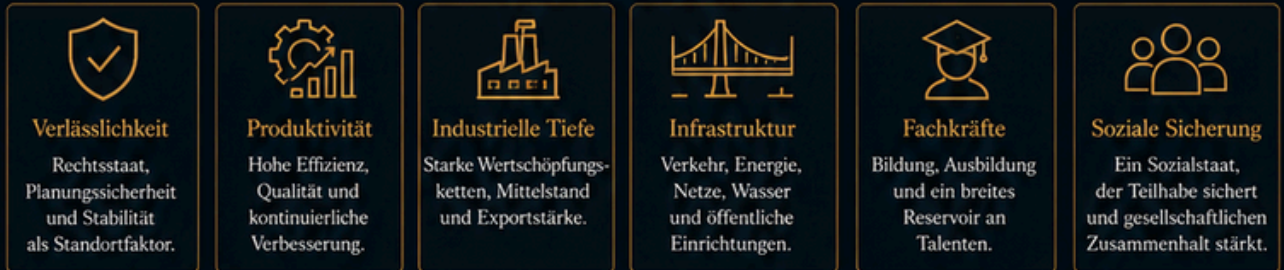 Verlässlichkeit
Rechtsstaat,
Planungssicherheit
und Stabilität
als Standortfaktor.
Produktivität
Hohe Effizienz,
Qualität und
kontinuierliche
Verbesserung.
Industrielle Tiefe
Starke Wertschöpfungs-
ketten, Mittelstand
und Exportstärke.
Infrastruktur
Verkehr, Energie,
Netze, Wasser
und öffentliche
Einrichtungen.
Fachkräfte
Bildung, Ausbildung
und ein breites
Reservoir an
Talenten.
Soziale Sicherung
Ein Sozialstaat,
der Teilhabe sichert
und gesellschaftlichen
Zusammenhalt stärkt.